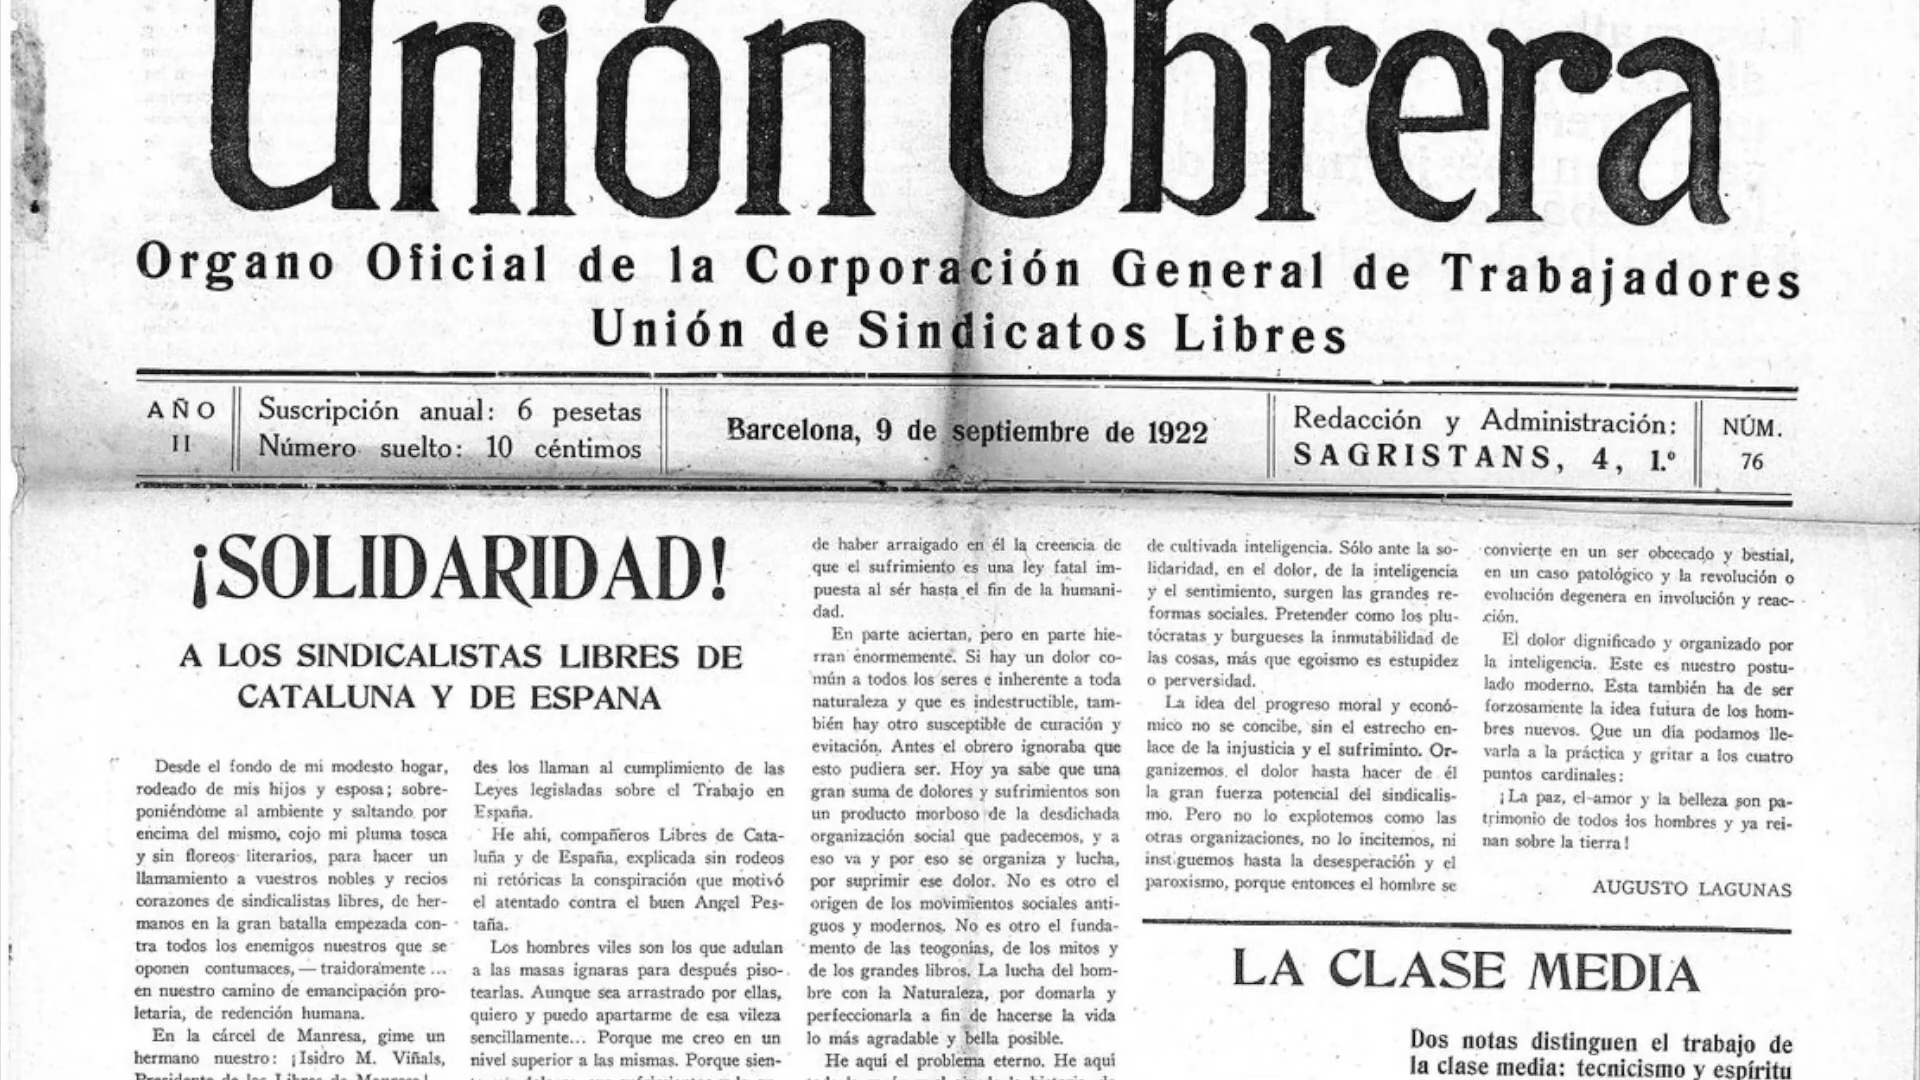 Unión Obrera
Organo Oficial de la Corporación General de Trabajadores
Unión de Sindicatos Libres
AÑO
II
Suscripción anual: 6 pesetas
Número suelto: 10 céntimos
Barcelona, 9 de septiembre de 1922
Redacción y Administración:
SAGRISTANS, 4, 1.º
NÚM.
76
¡SOLIDARIDAD!
A LOS SINDICALISTAS LIBRES DE
CATALUNA Y DE ESPANA
Desde el fondo de mi modesto hogar,
rodeado de mis hijos y esposa; sobre-
poniéndome al ambiente y saltando por
encima del mismo, cojo mi pluma tosca
y sin floreos literarios, para hacer un
llamamiento a vuestros nobles y recios
corazones de sindicalistas libres, de her-
manos en la gran batalla empezada con-
tra todos los enemigos nuestros que se
oponen contumaces, — traidoramente ...
en nuestro camino de emancipación pro-
letaria, de redención humana.
En la cárcel de Manresa, gime un
hermano nuestro: ¡Isidro M. Viñals,
Presidente de los Libres de Manresa!
des los llaman al cumplimiento de las
Leyes legisladas sobre el Trabajo en
España.
He ahi, compañeros Libres de Cata-
luña y de España, explicada sin rodeos
ni retóricas la conspiración que motivó
el atentado contra el buen Angel Pes-
taña.
Los hombres viles son los que adulan
a las masas ignaras para después piso-
tearlas. Aunque sea arrastrado por ellas,
quiero y puedo apartarme de esa vileza
sencillamente... Porque me creo en un
nivel superior a las mismas. Porque sien-
de haber arraigado en él la creencia de
que el sufrimiento es una ley fatal im-
puesta al sér hasta el fin de la humani-
dad.
En parte aciertan, pero en parte hie-
rran enormemente. Si hay un dolor co-
mún a todos los seres e inherente a toda
naturaleza y que es indestructible, tam-
bién hay otro susceptible de curación y
evitación. Antes el obrero ignoraba que
esto pudiera ser. Hoy ya sabe que una
gran suma de dolores y sufrimientos son
un producto morboso de la desdichada
organización social que padecemos, y a
eso va y por eso se organiza y lucha,
por suprimir ese dolor. No es otro el
origen de los movimientos sociales anti-
guos y modernos. No es otro el funda-
mento de las teogonías, de los mitos y
de los grandes libros. La lucha del hom-
bre con la Naturaleza, por domarla y
perfeccionarla a fin de hacerse la vida
lo más agradable y bella posible.
He aquí el problema eterno. He aquí
de cultivada inteligencia. Sólo ante la so-
lidaridad, en el dolor, de la inteligencia
y el sentimiento, surgen las grandes re-
formas sociales. Pretender como los plu-
tócratas y burgueses la inmutabilidad de
las cosas, más que egoismo es estupidez
o perversidad.
La idea del progreso moral y econó-
mico no se concibe, sin el estrecho en-
lace de la injusticia y el sufriminto. Or-
ganizemos el dolor hasta hacer de él
la gran fuerza potencial del sindicalis-
mo. Pero no lo explotemos como las
otras organizaciones, no lo incitemos, ni
instiguemos hasta la desesperación y el
paroxismo, porque entonces el hombre se
convierte en un ser obcecado y bestial,
en un caso patológico y la revolución o
evolución degenera en involución y reac-
ción.
El dolor dignificado y organizado por
la inteligencia. Este es nuestro postu-
lado moderno. Esta también ha de ser
forzosamente la idea futura de los hom-
bres nuevos. Que un día podamos lle-
varla a la práctica y gritar a los cuatro
puntos cardinales:
¡La paz, el amor y la belleza son pa-
trimonio de todos los hombres y ya rei-
nan sobre la tierra!
AUGUSTO LAGUNAS
LA CLASE MEDIA
Dos notas distinguen el trabajo de
la clase media: tecnicismo y espíritu